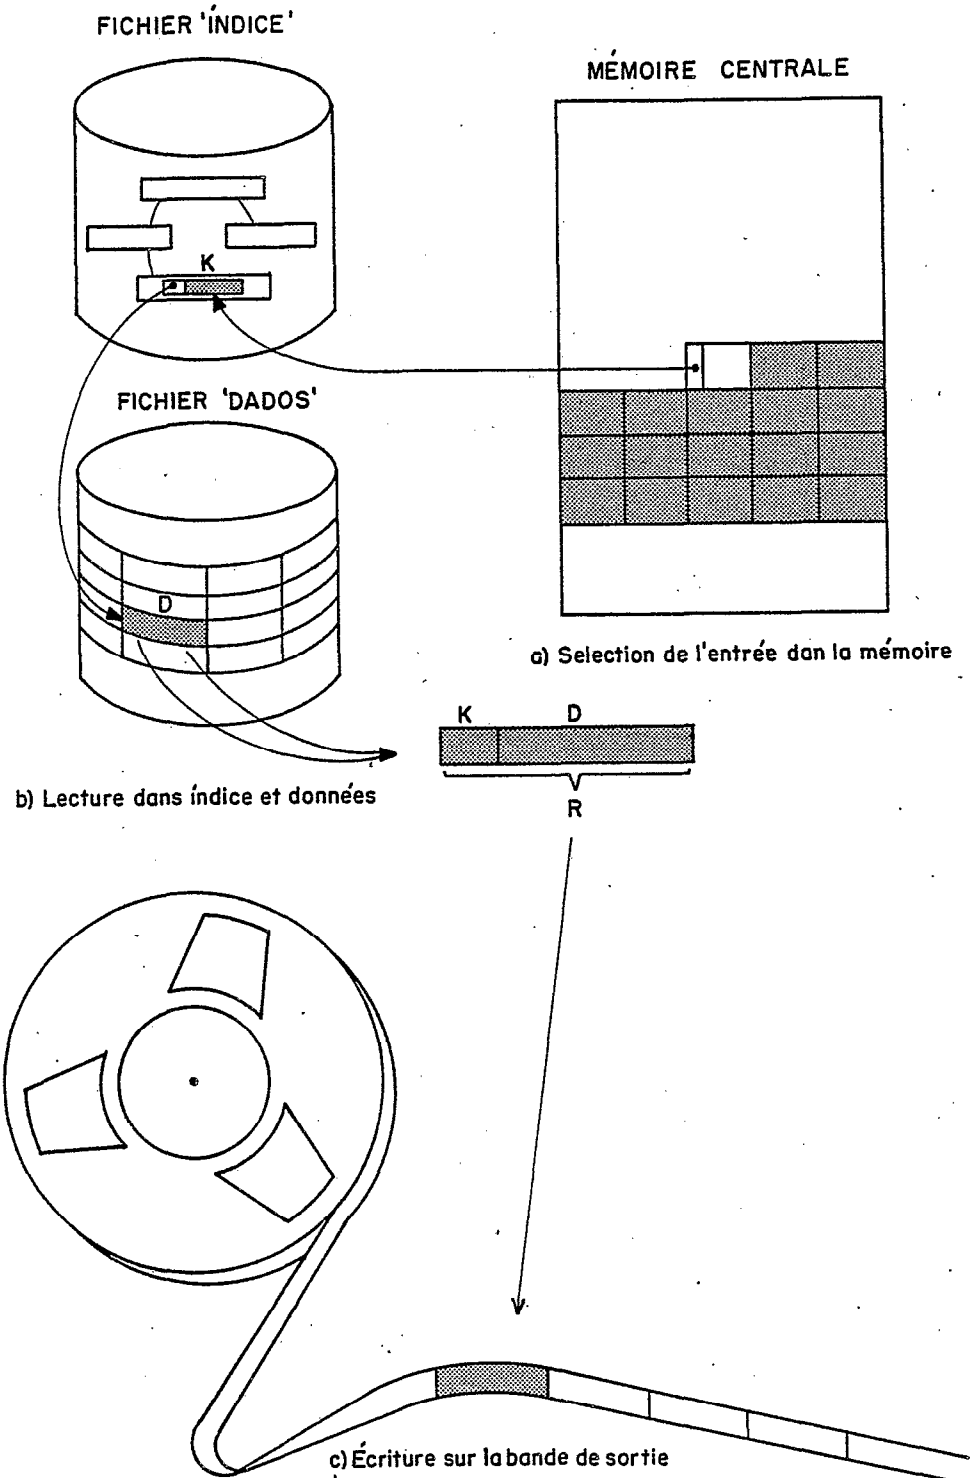 FICHIER 'ÍNDICE'
MÉMOIRE CENTRALE
K
FICHIER 'DADOS'
D
a) Selection de l'entrée dan la mémoire
K D
b) Lecture dans índice et données
R
c) Écriture sur la bande de sortie